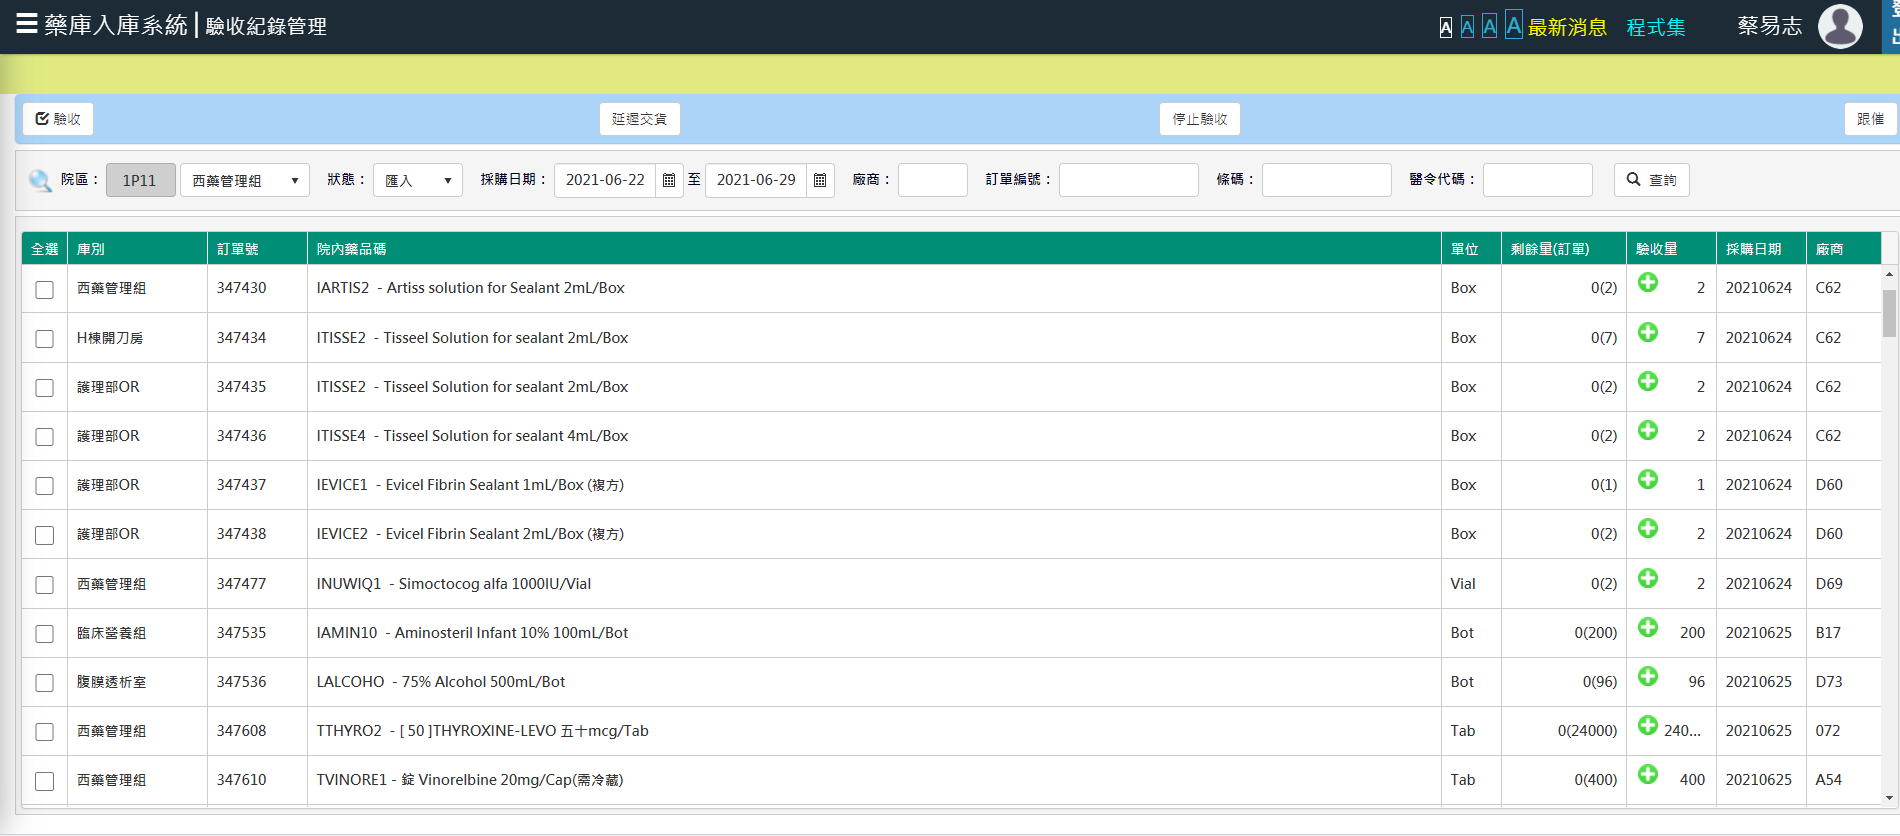 藥庫入庫系統 | 驗收紀錄管理 A A A A 最新消息 程式集 蔡易志
驗收 延遲交貨 停止驗收 跟催
院區： 1P11 西藥管理組 狀態： 匯入 採購日期： 2021-06-22 至 2021-06-29 廠商： 訂單編號： 條碼： 醫令代碼： 查詢
全選 庫別 訂單號 院內藥品碼 單位 剩餘量(訂單) 驗收量 採購日期 廠商
西藥管理組 347430 IARTIS2 - Artiss solution for Sealant 2mL/Box Box 0(2) 2 20210624 C62
H棟開刀房 347434 ITISSE2 - Tisseel Solution for sealant 2mL/Box Box 0(7) 7 20210624 C62
護理部OR 347435 ITISSE2 - Tisseel Solution for sealant 2mL/Box Box 0(2) 2 20210624 C62
護理部OR 347436 ITISSE4 - Tisseel Solution for sealant 4mL/Box Box 0(2) 2 20210624 C62
護理部OR 347437 IEVICE1 - Evicel Fibrin Sealant 1mL/Box (複方) Box 0(1) 1 20210624 D60
護理部OR 347438 IEVICE2 - Evicel Fibrin Sealant 2mL/Box (複方) Box 0(2) 2 20210624 D60
西藥管理組 347477 INUWIQ1 - Simoctocog alfa 1000IU/Vial Vial 0(2) 2 20210624 D69
臨床營養組 347535 IAMIN10 - Aminosteril Infant 10% 100mL/Bot Bot 0(200) 200 20210625 B17
腹膜透析室 347536 LALCOHO - 75% Alcohol 500mL/Bot Bot 0(96) 96 20210625 D73
西藥管理組 347608 TTHYRO2 - [ 50 ]THYROXINE-LEVO 五十mcg/Tab Tab 0(24000) 240... 20210625 072
西藥管理組 347610 TVINORE1 - 錠 Vinorelbine 20mg/Cap(需冷藏) Tab 0(400) 400 20210625 A54